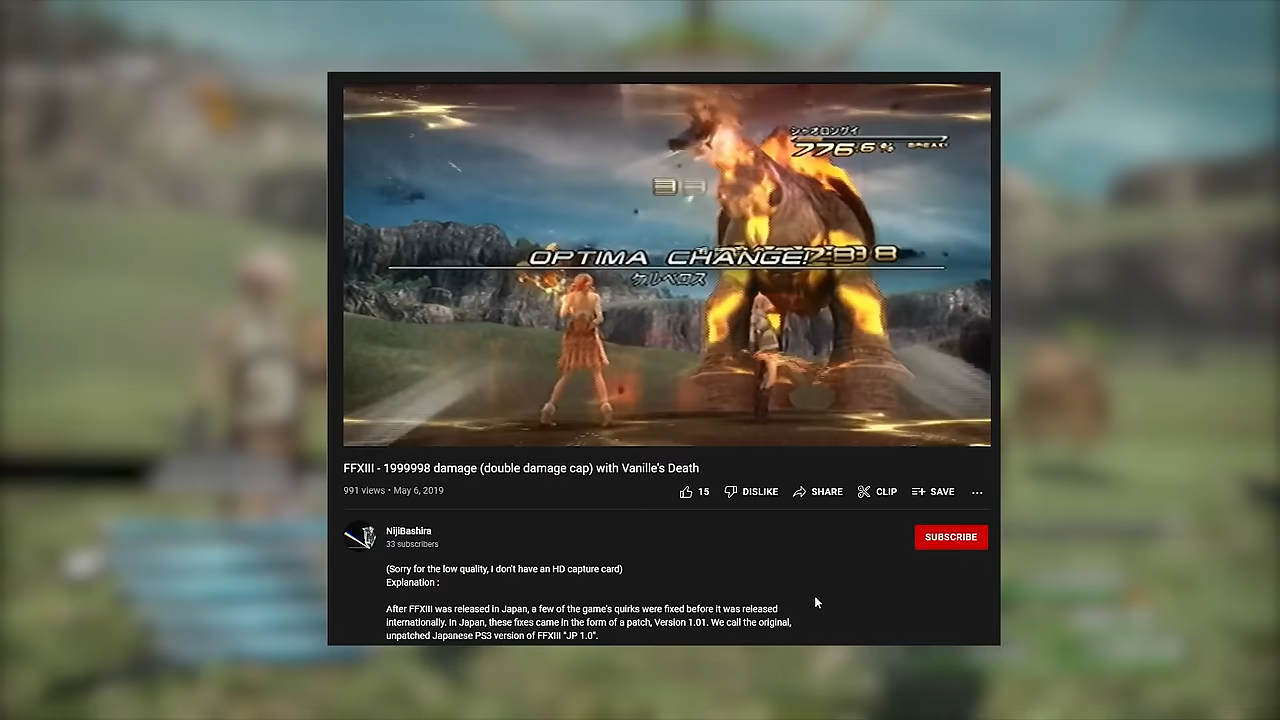 シャオロングイ
776.6% BREAK!
OPTIMA CHANGE!
ケルベロス
FFXIII - 1999998 damage (double damage cap) with Vanille's Death
991 views • May 6, 2019
15 DISLIKE SHARE CLIP SAVE
NijiBashira
33 subscribers
SUBSCRIBE
(Sorry for the low quality, I don't have an HD capture card)
Explanation :
After FFXIII was released in Japan, a few of the game's quirks were fixed before it was released
internationally. In Japan, these fixes came in the form of a patch, Version 1.01. We call the original,
unpatched Japanese PS3 version of FFXIII "JP 1.0".